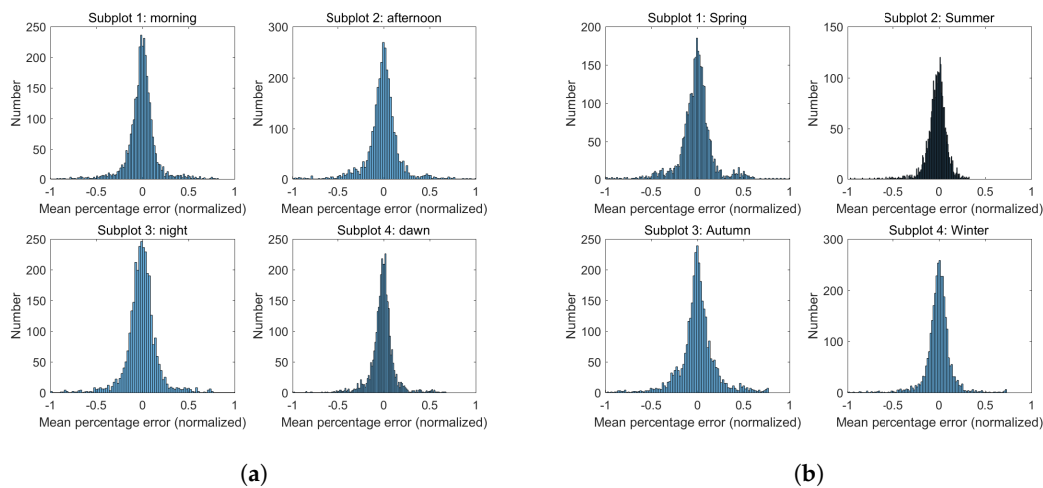 Subplot 1: morning
250
200
150
100
50
0
Number
-1 -0.5 0 0.5 1
Mean percentage error (normalized)
Subplot 2: afternoon
300
200
100
0
Number
-1 -0.5 0 0.5 1
Mean percentage error (normalized)
Subplot 3: night
250
200
150
100
50
0
Number
-1 -0.5 0 0.5 1
Mean percentage error (normalized)
Subplot 4: dawn
250
200
150
100
50
0
Number
-1 -0.5 0 0.5 1
Mean percentage error (normalized)
(a)
Subplot 1: Spring
200
150
100
50
0
Number
-1 -0.5 0 0.5 1
Mean percentage error (normalized)
Subplot 2: Summer
150
100
50
0
Number
-1 -0.5 0 0.5 1
Mean percentage error (normalized)
Subplot 3: Autumn
250
200
150
100
50
0
Number
-1 -0.5 0 0.5 1
Mean percentage error (normalized)
Subplot 4: Winter
300
200
100
0
Number
-1 -0.5 0 0.5 1
Mean percentage error (normalized)
(b)